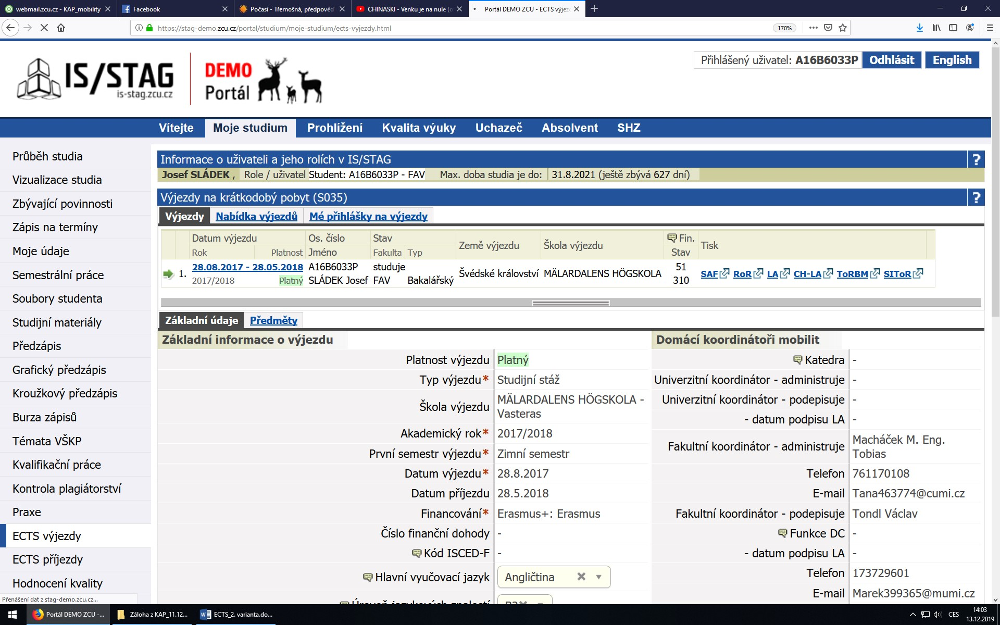 webmail.zcu.cz - KAP_mobility
Facebook
Počasí - Třemošná, předpověď
CHINASKI - Venku je na nule (o
Portál DEMO ZCU - ECTS výjez
https://stag-demo.zcu.cz/portal/studium/moje-studium/ects-vyjezdy.html
170%
IS/STAG
is-stag.zcu.cz
DEMO
Portál
Přihlášený uživatel: A16B6033P
Odhlásit
English
Vítejte
Moje studium
Prohlížení
Kvalita výuky
Uchazeč
Absolvent
SHZ
Průběh studia
Vizualizace studia
Zbývající povinnosti
Zápis na termíny
Moje údaje
Semestrální práce
Soubory studenta
Studijní materiály
Předzápis
Grafický předzápis
Kroužkový předzápis
Burza zápisů
Témata VŠKP
Kvalifikační práce
Kontrola plagiátorství
Praxe
ECTS výjezdy
ECTS příjezdy
Hodnocení kvality
Informace o uživateli a jeho rolích v IS/STAG
?
Josef SLÁDEK , Role / uživatel Student: A16B6033P - FAV Max. doba studia je do: 31.8.2021 (ještě zbývá 627 dní)
Výjezdy na krátkodobý pobyt (S035)
?
Výjezdy
Nabídka výjezdů
Mé přihlášky na výjezdy
Datum výjezdu Os. číslo Stav Země výjezdu Škola výjezdu Fin. Tisk
Rok Platnost Jméno Fakulta Typ Stav
1. 28.08.2017 - 28.05.2018 A16B6033P studuje Švédské království MÄLARDALENS HÖGSKOLA 51 SAF RoR LA CH-LA ToRBM SIToR
2017/2018 Platný SLÁDEK Josef FAV Bakalářský 310
Základní údaje
Předměty
Základní informace o výjezdu
Platnost výjezdu Platný
Typ výjezdu* Studijní stáž
Škola výjezdu MÄLARDALENS HÖGSKOLA -
Vasteras
Akademický rok* 2017/2018
První semestr výjezdu* Zimní semestr
Datum výjezdu* 28.8.2017
Datum příjezdu 28.5.2018
Financování* Erasmus+: Erasmus
Číslo finanční dohody -
Kód ISCED-F -
Hlavní vyučovací jazyk Angličtina
Úroveň jazykových znalostí B2
Domácí koordinátoři mobilit
Katedra -
Univerzitní koordinátor - administruje -
Univerzitní koordinátor - podepisuje -
- datum podpisu LA -
Fakultní koordinátor - administruje Macháček M. Eng.
Tobias
Telefon 761170108
E-mail Tana463774@cumi.cz
Fakultní koordinátor - podepisuje Tondl Václav
Funkce DC -
- datum podpisu LA -
Telefon 173729601
E-mail Marek399365@mumi.cz
Přenášení dat z stag-demo.zcu.cz...
Portál DEMO ZCU -...
Záloha z KAP_11.12...
ECTS_2. varianta.do...
CES
14:03
13.12.2019